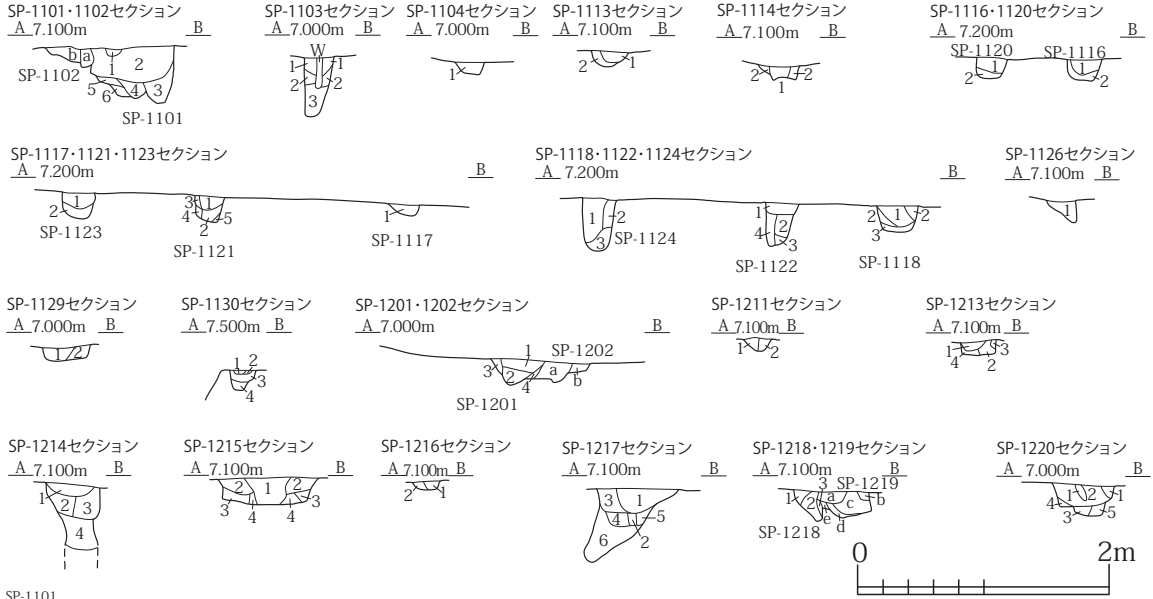 SP-1101・1102セクション
A 7.100m B
b a 1 2
SP-1102
5 6 4 3
SP-1101
SP-1103セクション
A 7.000m B
W
1 1
2 2
3
SP-1104セクション
A 7.000m B
1
SP-1113セクション
A 7.100m B
2 1
SP-1114セクション
A 7.100m B
2 2
1
SP-1116・1120セクション
A 7.200m B
SP-1120 SP-1116
1 1
2 2
SP-1117・1121・1123セクション
A 7.200m B
1 3 1
2 4 5 1
2
SP-1123 SP-1121 SP-1117
SP-1118・1122・1124セクション
A 7.200m B
1 2 1 2 2 1 2
3 4 3 3
SP-1124
SP-1122 SP-1118
SP-1126セクション
A 7.100m B
1
SP-1129セクション
A 7.000m B
1 2
SP-1130セクション
A 7.500m B
1 2
3
4
SP-1201・1202セクション
A 7.000m B
1 SP-1202
3 2 4 a b
SP-1201
SP-1211セクション
A 7.100m B
1 2
SP-1213セクション
A 7.100m B
1 3
4 2
SP-1214セクション
A 7.100m B
1 2 3
4
SP-1215セクション
A 7.100m B
2 1 2
3 4 4 3
SP-1216セクション
A 7.100m B
2 1
SP-1217セクション
A 7.100m B
3 1
4 5
6 2
SP-1218・1219セクション
A 7.100m B
3 SP-1219
1 2 a c b
e d
SP-1218
SP-1220セクション
A 7.000m B
1 2 1
4
3 5
0 2m
SP-1101